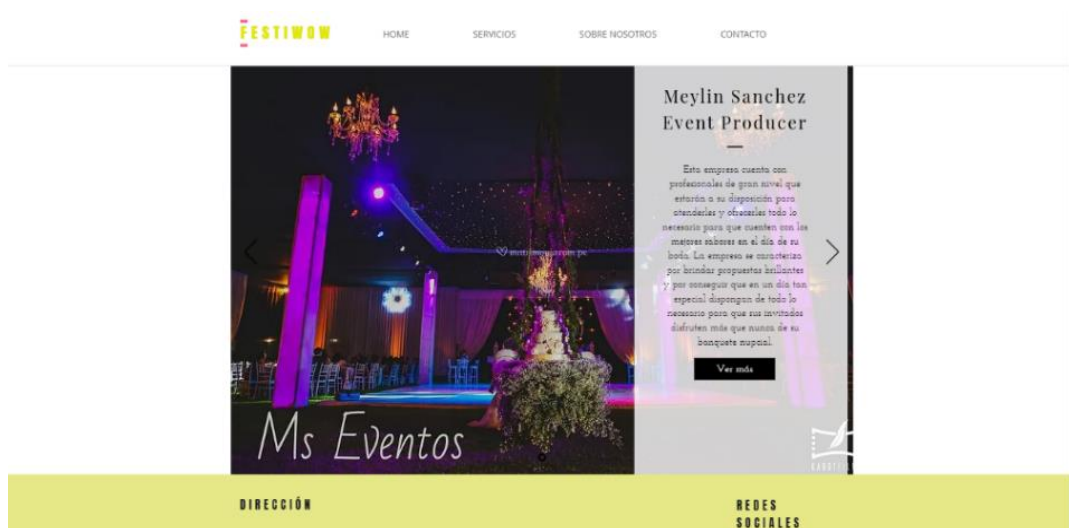 FESTIWOW
HOME
SERVICIOS
SOBRE NOSOTROS
CONTACTO
Meylin Sanchez
Event Producer
Esta empresa cuenta con
profesionales de gran nivel que
estarán a su disposición para
atenderles y ofrecerles todo lo
necesario para que cuenten con los
mejores sabores en el día de su
boda. La empresa se caracteriza
por brindar propuestas brillantes
y por conseguir que en un día tan
especial dispongan de todo lo
necesario para que sus invitados
disfruten más que nunca de su
banquete nupcial.
Ver más
matrimonio.com.pe
Ms Eventos
DIRECCIÓN
REDES
SOCIALES